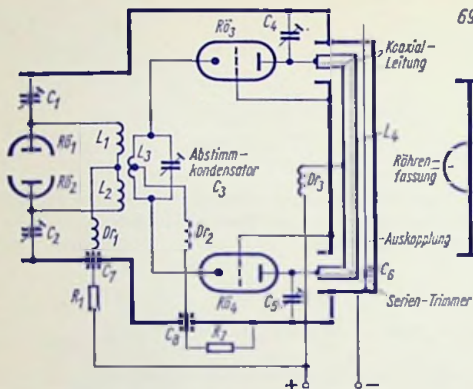 69
Rö3
C4
Koaxial-
Leitung
C1
L1
Rö1
L3
Abstimm-
kondensator
C3
L4
Röhren-
fassung
Rö2
L2
Dr3
C2
Dr1
Dr2
Auskopplung
C7
C6
R1
Rö4
C5
Serien-Trimmer
C8
R2
+
−